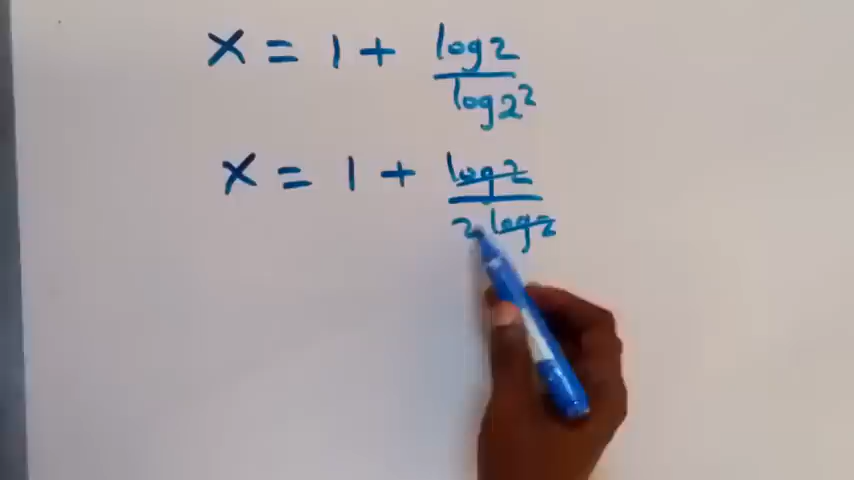 x = 1 + log2/log2²
x = 1 + log2/2log2